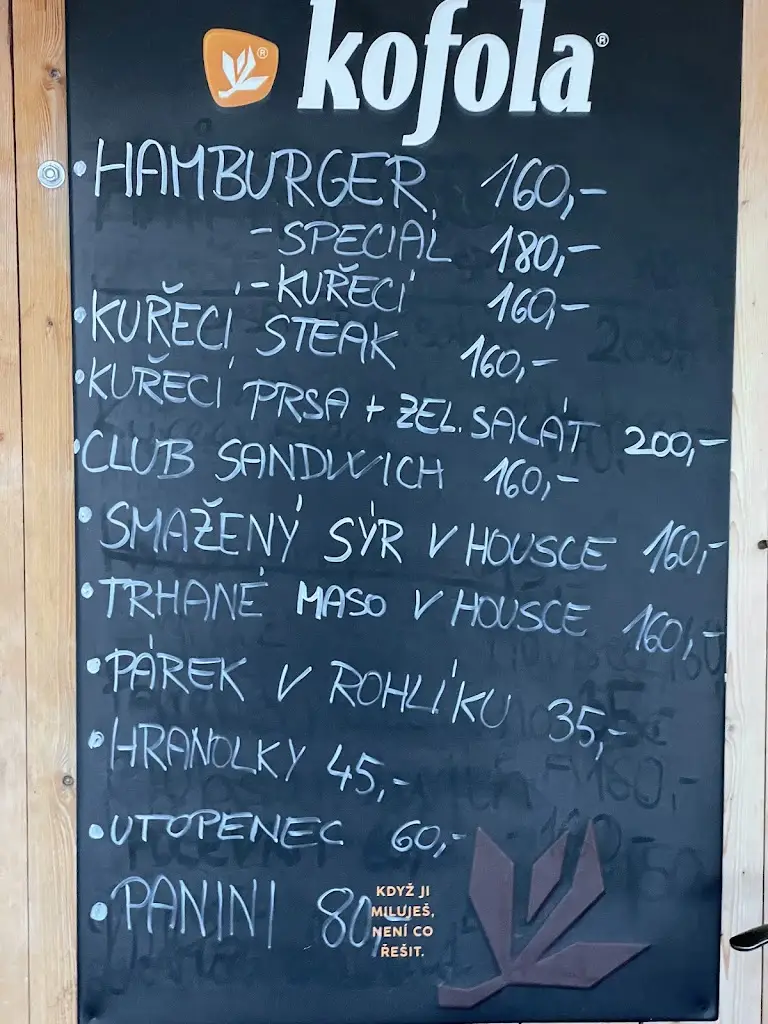 kofola®
• HAMBURGER 160,-
- SPECIAL 180,-
- KUŘECÍ 160,-
• KUŘECÍ STEAK 160,-
• KUŘECÍ PRSA + ZEL. SALÁT 200,-
• CLUB SANDWICH 160,-
• SMAŽENÝ SÝR V HOUSCE 160,-
• TRHANÉ MASO V HOUSCE 160,-
• PÁREK V ROHLÍKU 35,-
• HRANOLKY 45,-
• UTOPENEC 60,-
• PANINI 80,-
KDYŽ JI
MILUJEŠ,
NENÍ CO
ŘEŠIT.